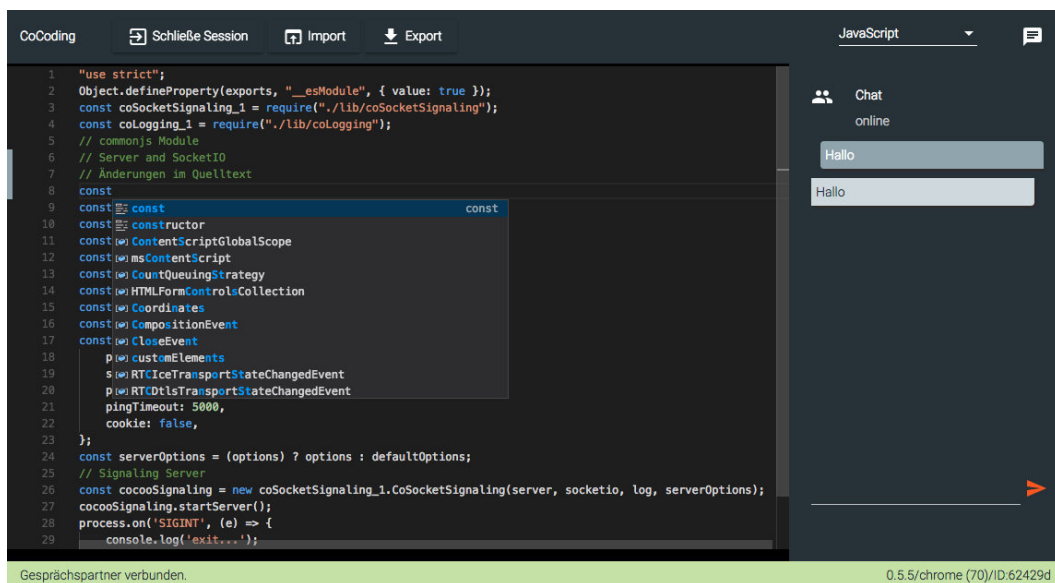 CoCoding Schließe Session Import Export JavaScript
1 "use strict";
2 Object.defineProperty(exports, "__esModule", { value: true });
3 const coSocketSignaling_1 = require("./lib/coSocketSignaling");
4 const coLogging_1 = require("./lib/coLogging");
5 // commonjs Module
6 // Server and SocketIO
7 // Änderungen im Quelltext
8 const
9 const const const
10 const constructor
11 const ContentScriptGlobalScope
12 const msContentScript
13 const CountQueuingStrategy
14 const HTMLFormControlsCollection
15 const Coordinates
16 const CompositionEvent
17 const CloseEvent
18 p customElements
19 s RTCIceTransportStateChangedEvent
20 p RTCDtlsTransportStateChangedEvent
21 pingTimeout: 5000,
22 cookie: false,
23 };
24 const serverOptions = (options) ? options : defaultOptions;
25 // Signaling Server
26 const cocooSignaling = new coSocketSignaling_1.CoSocketSignaling(server, socketio, log, serverOptions);
27 cocooSignaling.startServer();
28 process.on('SIGINT', (e) => {
29 console.log('exit...');
Chat
online
Hallo
Hallo
Gesprächspartner verbunden. 0.5.5/chrome (70)/ID:62429d